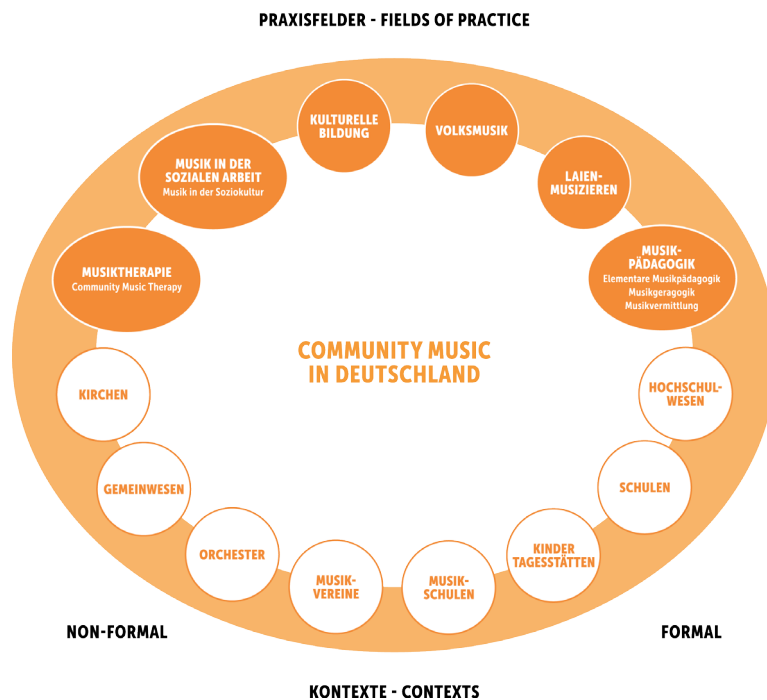 PRAXISFELDER - FIELDS OF PRACTICE
KULTURELLE
BILDUNG
VOLKSMUSIK
MUSIK IN DER
SOZIALEN ARBEIT
Musik in der Soziokultur
LAIEN-
MUSIZIEREN
MUSIKTHERAPIE
Community Music Therapy
MUSIK-
PÄDAGOGIK
Elementare Musikpädagogik
Musikgeragogik
Musikvermittlung
COMMUNITY MUSIC
IN DEUTSCHLAND
KIRCHEN
HOCHSCHUL-
WESEN
GEMEINWESEN
SCHULEN
ORCHESTER
KINDER
TAGESSTÄTTEN
MUSIK-
VEREINE
MUSIK-
SCHULEN
NON-FORMAL
FORMAL
KONTEXTE - CONTEXTS